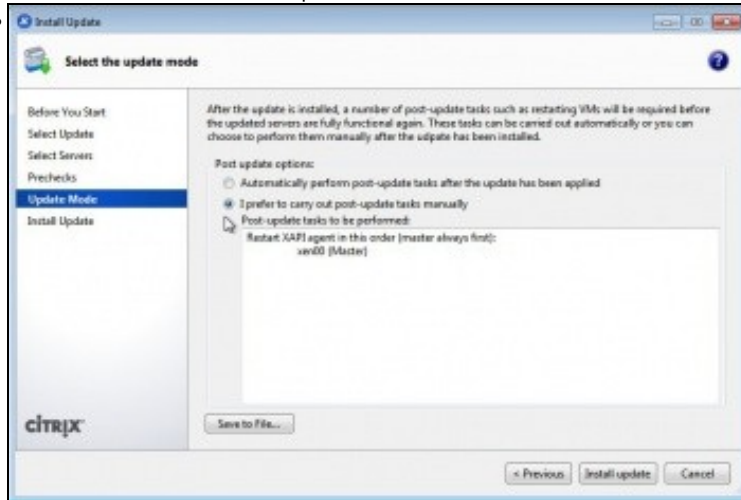 Install Update
Select the update mode
Before You Start
Select Update
Select Servers
Prechecks
Update Mode
Install Update
After the update is installed, a number of post-update tasks such as restarting VMs will be required before
the updated servers are fully functional again. These tasks can be carried out automatically or you can
choose to perform them manually after the udpate has been installed.
Post update options:
Automatically perform post-update tasks after the update has been applied
I prefer to carry out post-update tasks manually
Post-update tasks to be performed:
Restart XAPI agent in this order (master always first):
xen00 (Master)
CITRIX
Save to File...
< Previous
Install update
Cancel